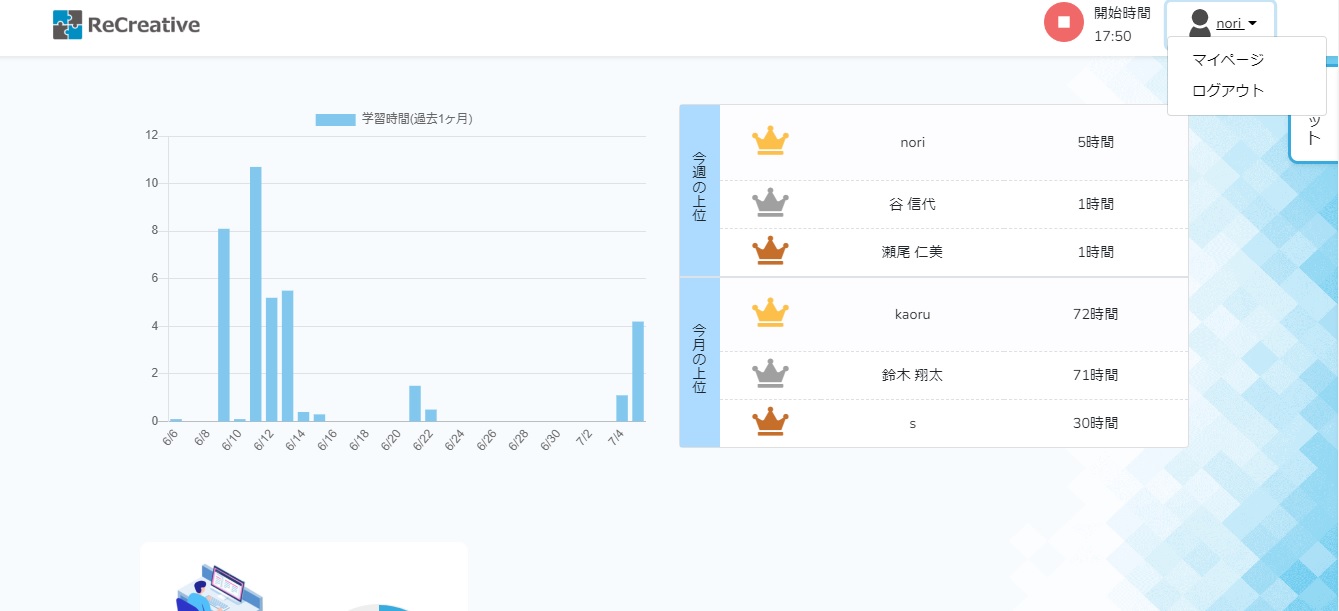 ReCreative
開始時間
17:50
nori
マイページ
ログアウト
ット
学習時間(過去1ヶ月)
12
10
8
6
4
2
0
6/6
6/8
6/10
6/12
6/14
6/16
6/18
6/20
6/22
6/24
6/26
6/28
6/30
7/2
7/4
今週の上位
nori 5時間
谷 信代 1時間
瀬尾 仁美 1時間
今月の上位
kaoru 72時間
鈴木 翔太 71時間
s 30時間